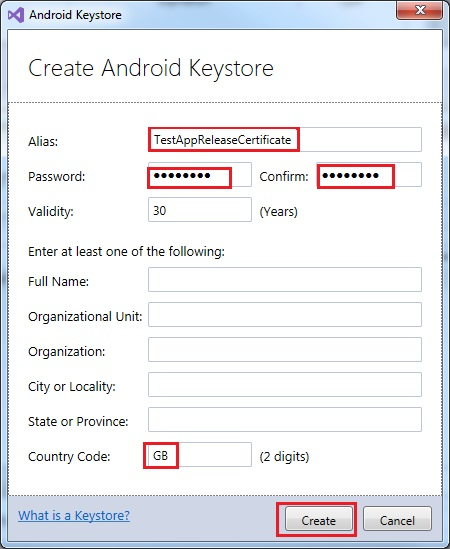 Android Keystore
Create Android Keystore
Alias: TestAppReleaseCertificate
Password: ●●●●●●●● Confirm: ●●●●●●●●
Validity: 30 (Years)
Enter at least one of the following:
Full Name:
Organizational Unit:
Organization:
City or Locality:
State or Province:
Country Code: GB (2 digits)
What is a Keystore? Create Cancel